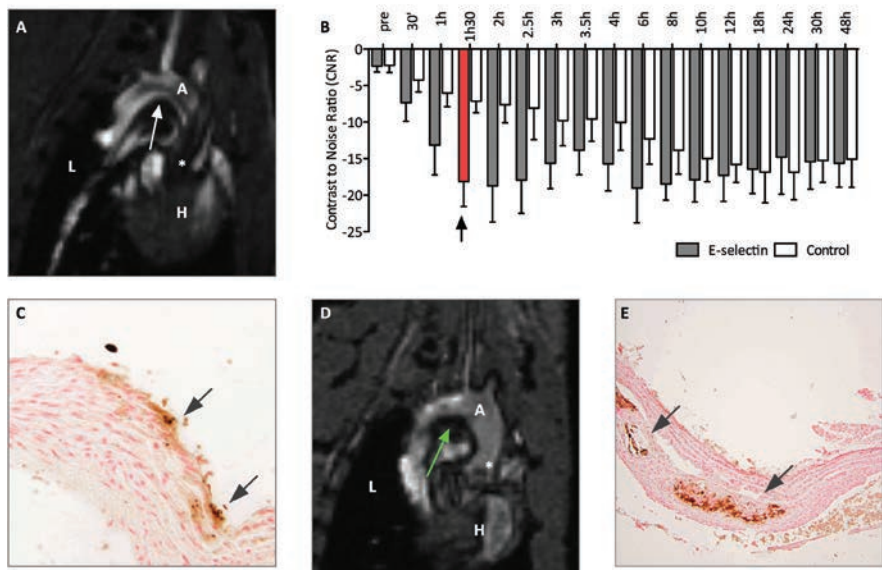 A
A
*
L
H
B
pre
30'
1h
1h30
2h
2.5h
3h
3.5h
4h
6h
8h
10h
12h
18h
24h
30h
48h
Contrast to Noise Ratio (CNR)
0
-5
-10
-15
-20
-25
E-selectin
Control
C
D
A
*
L
H
E